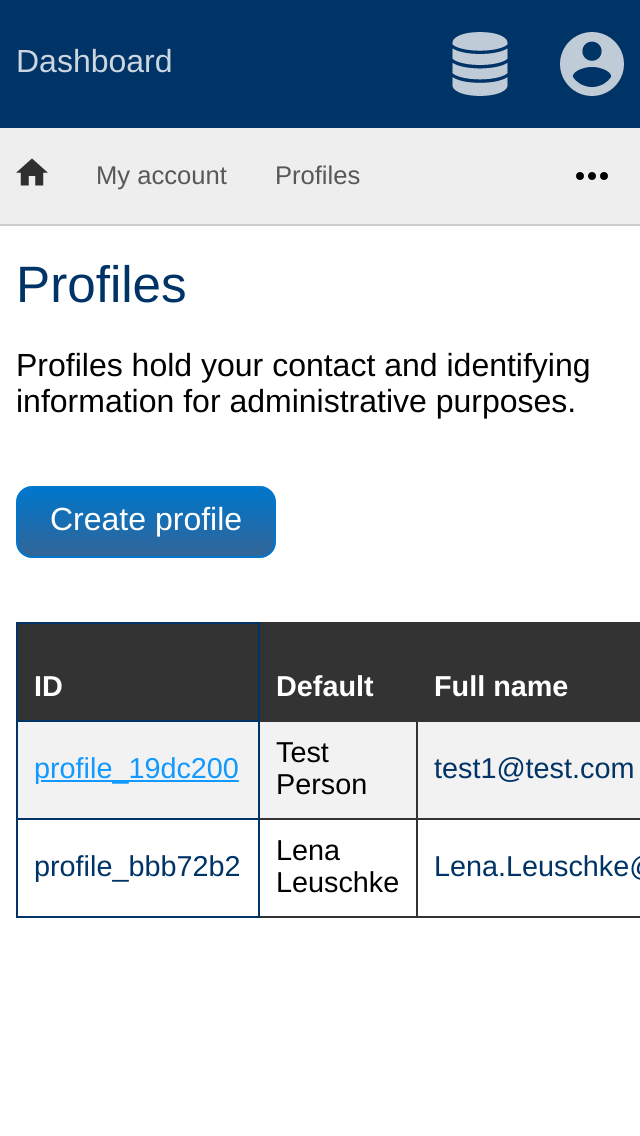 Dashboard
My account Profiles
Profiles
Profiles hold your contact and identifying
information for administrative purposes.
Create profile
ID Default Full name
profile_19dc200 Test Person test1@test.com
profile_bbb72b2 Lena Leuschke Lena.Leuschke@